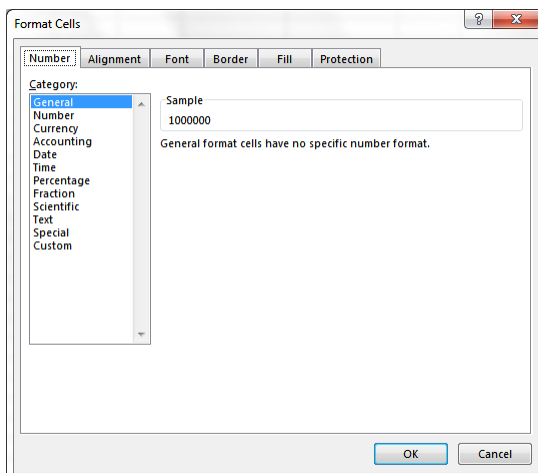 Format Cells
?
Number Alignment Font Border Fill Protection
Category:
General
Number
Currency
Accounting
Date
Time
Percentage
Fraction
Scientific
Text
Special
Custom
Sample
1000000
General format cells have no specific number format.
OK Cancel